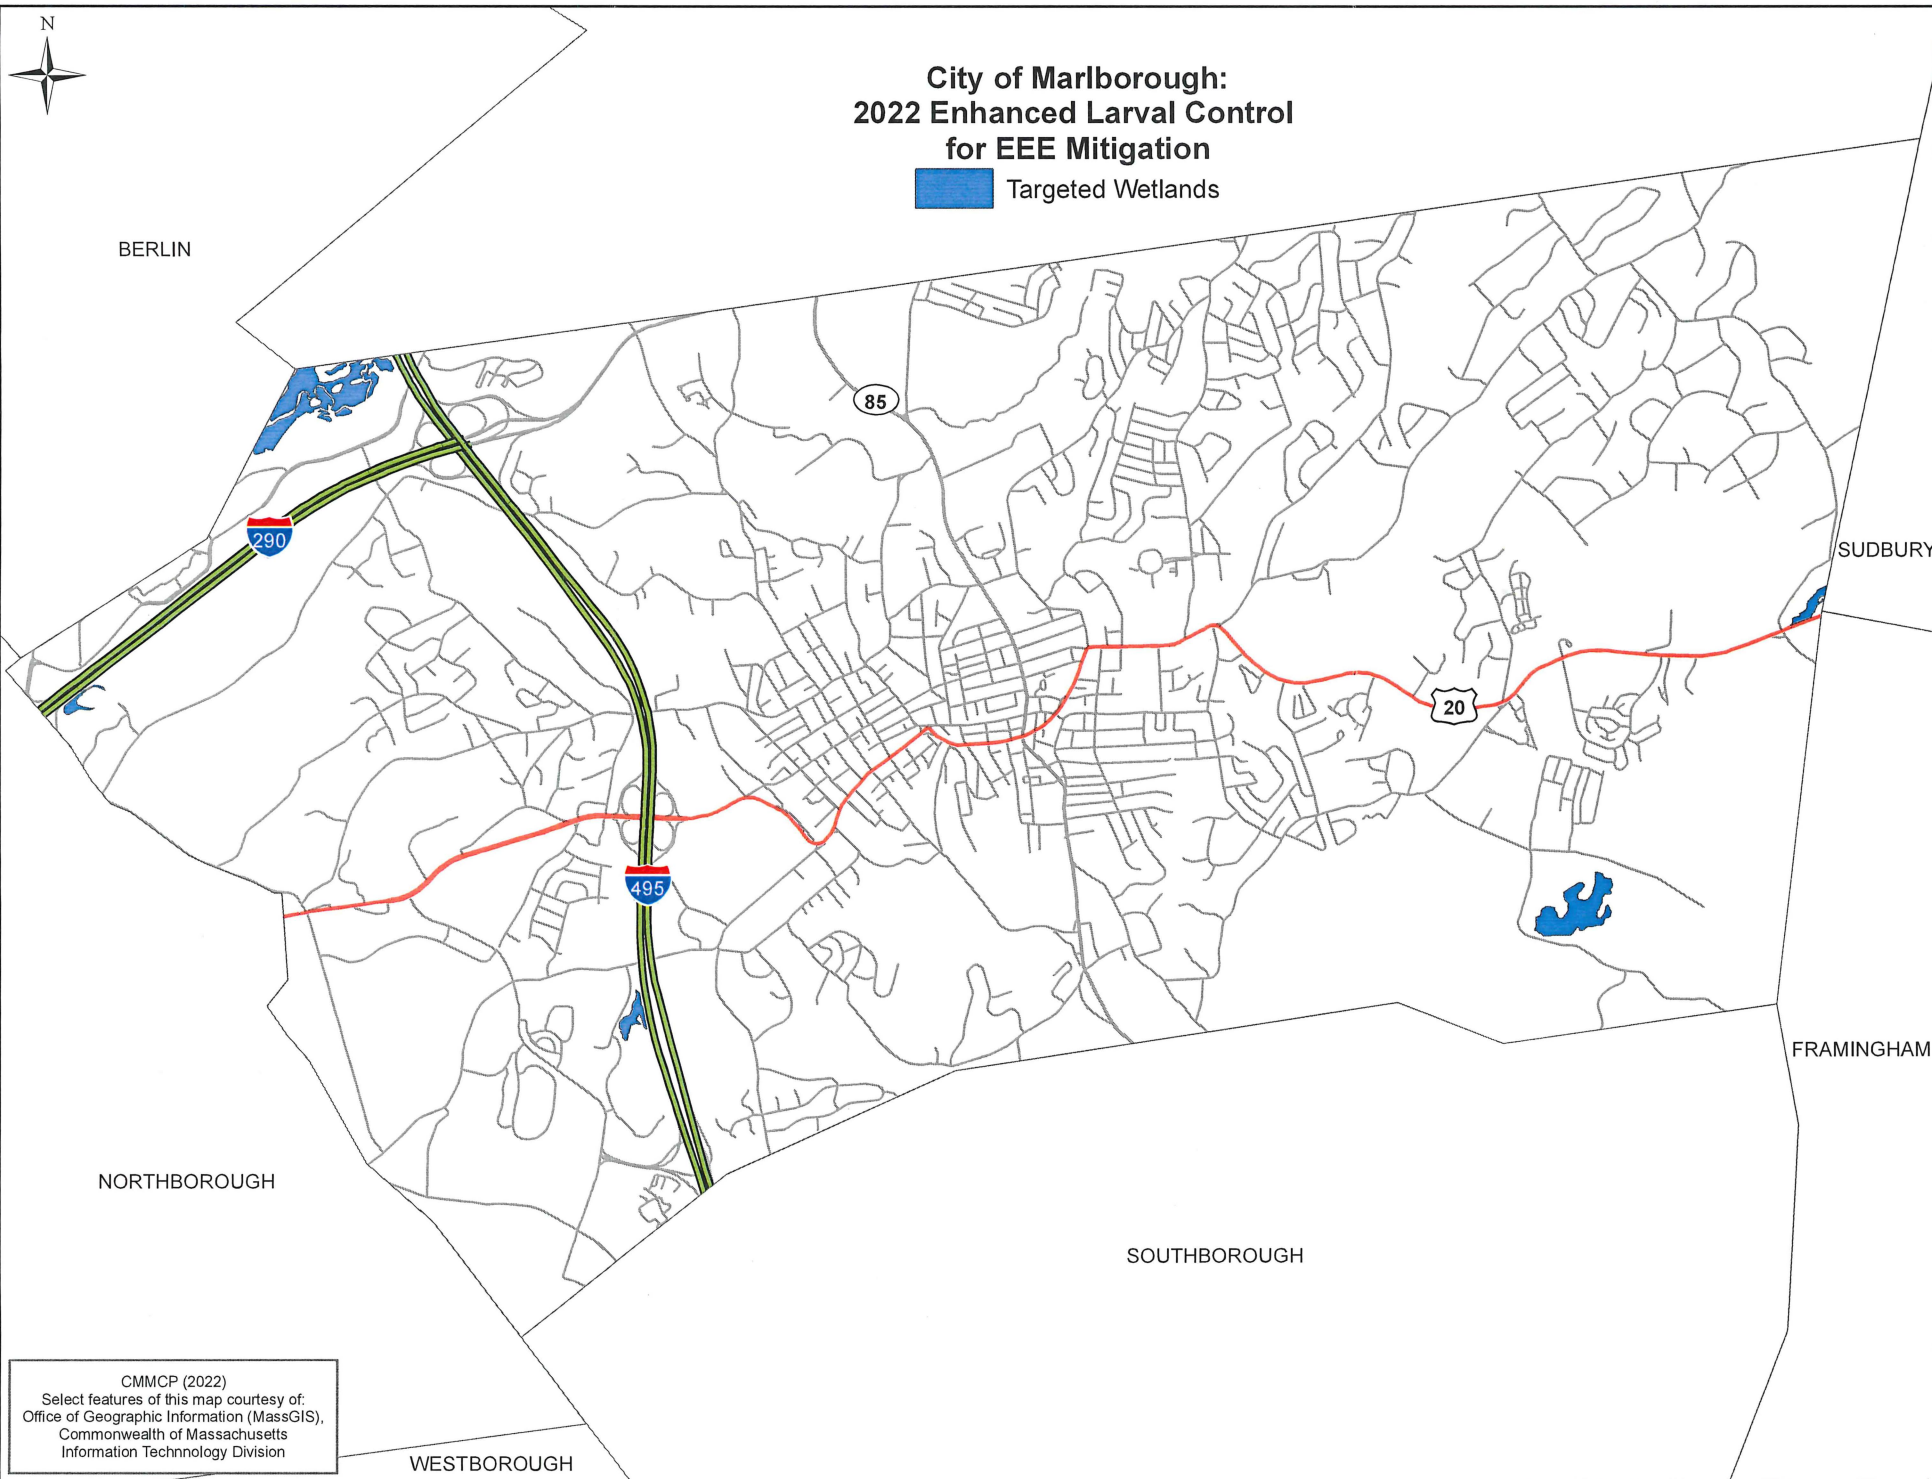 N
City of Marlborough:
2022 Enhanced Larval Control
for EEE Mitigation
Targeted Wetlands
BERLIN
85
290
SUDBURY
20
495
FRAMINGHAM
NORTHBOROUGH
SOUTHBOROUGH
CMMCP (2022)
Select features of this map courtesy of:
Office of Geographic Information (MassGIS),
Commonwealth of Massachusetts
Information Technnology Division
WESTBOROUGH